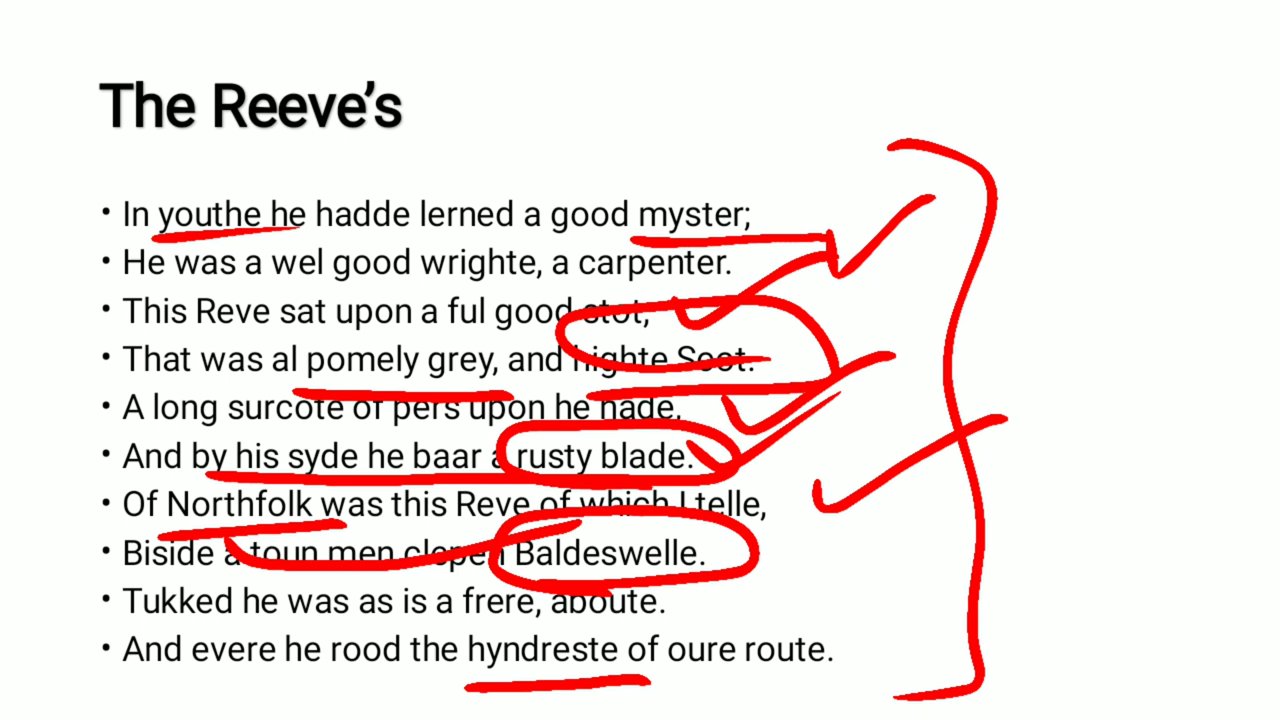 The Reeve's
• In youthe he hadde lerned a good myster;
• He was a wel good wrighte, a carpenter.
• This Reve sat upon a ful good stot,
• That was al pomely grey, and highte Scot.
• A long surcote of pers upon he hade,
• And by his syde he baar a rusty blade.
• Of Northfolk was this Reve of which I telle,
• Biside a toun men clepen Baldeswelle.
• Tukked he was as is a frere, aboute.
• And evere he rood the hyndreste of oure route.